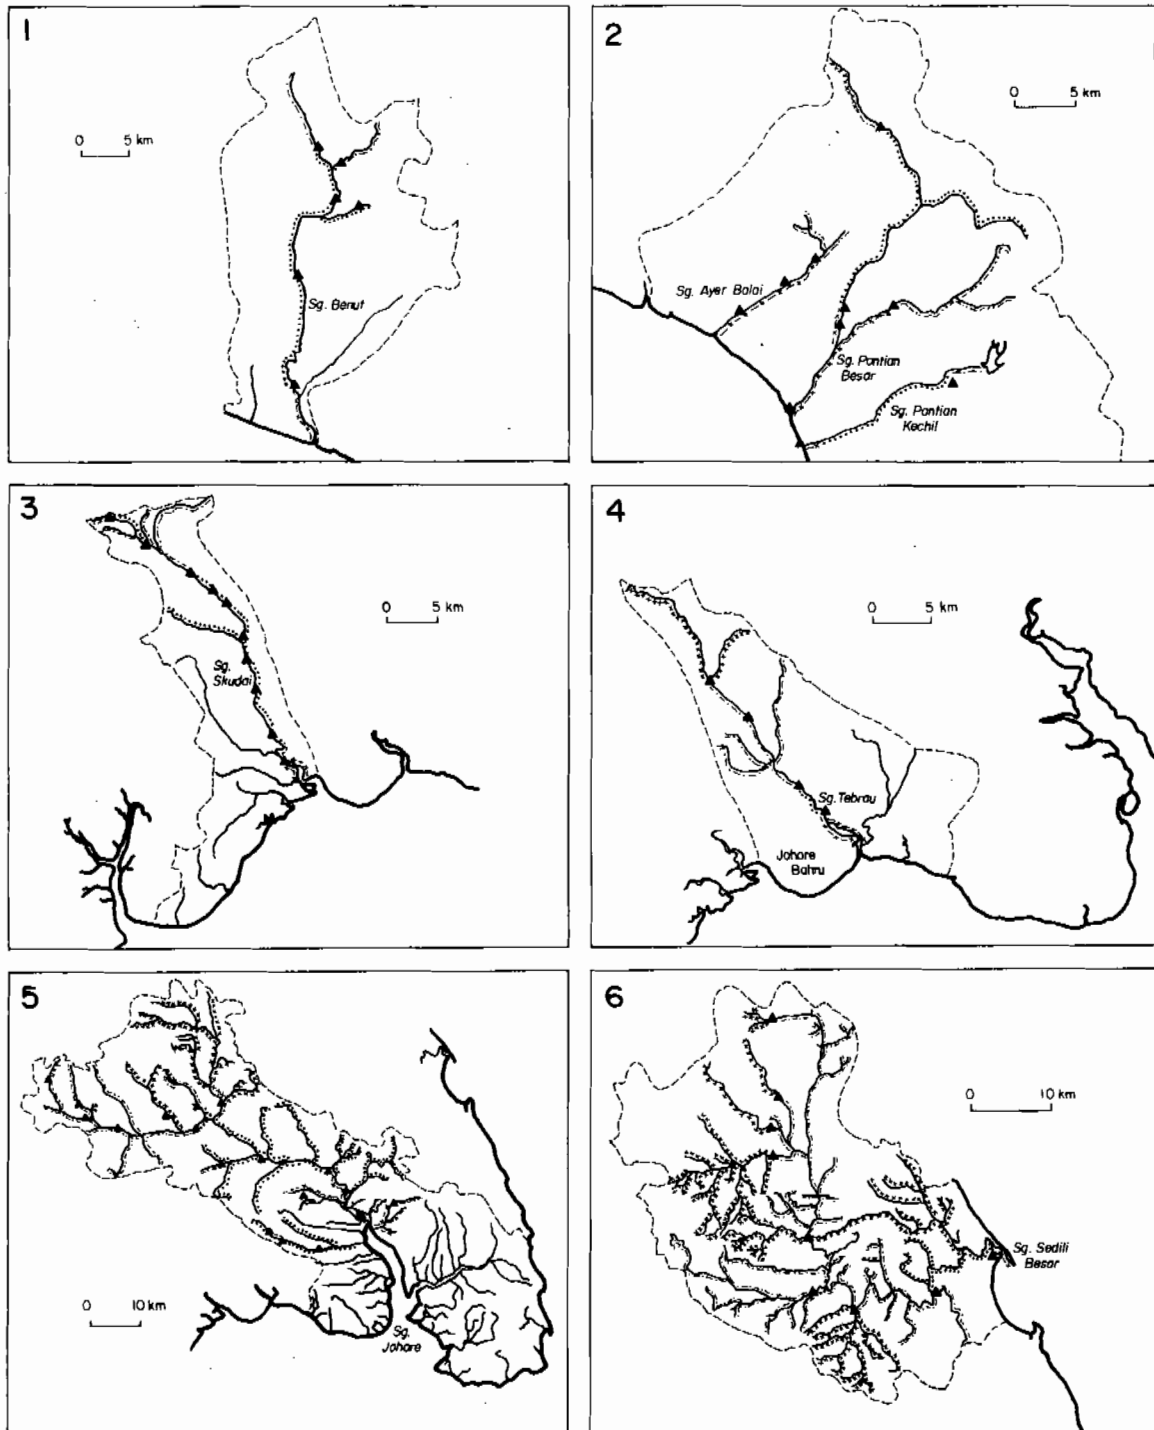 1
0 5 km
Sg. Benut
2
0 5 km
Sg. Ayer Balai
Sg. Pontian
Besar
Sg. Pontian
Kechil
3
0 5 km
Sg.
Skudai
4
0 5 km
Sg. Tebrau
Johore
Bahru
5
0 10 km
Sg.
Johore
6
0 10 km
Sg. Sedili
Besar